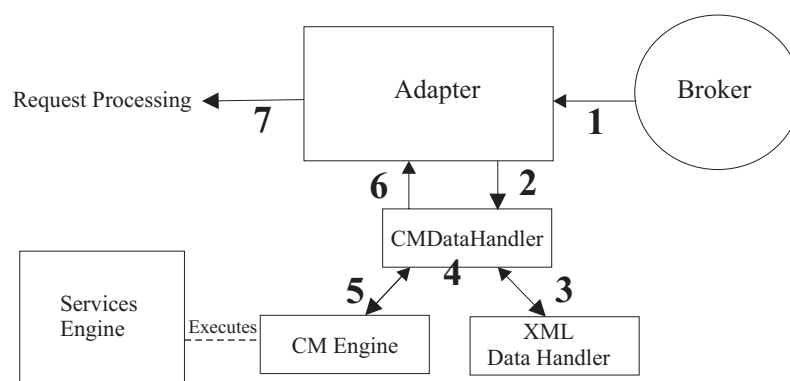 Adapter
Broker
Request Processing
7
1
6
2
CMDataHandler
4
5
3
Services
Engine
Executes
CM Engine
XML
Data Handler